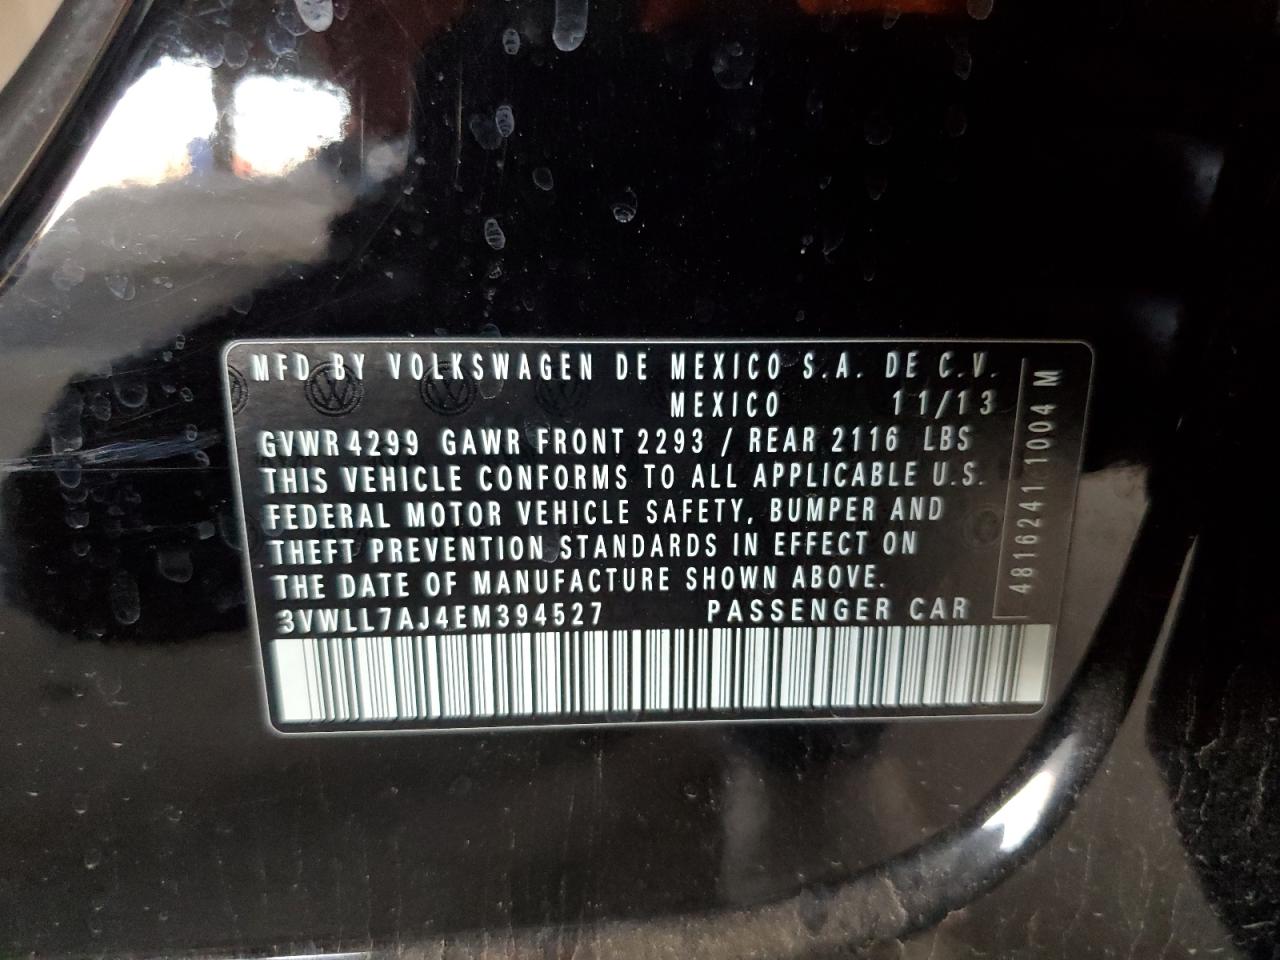 MFD BY VOLKSWAGEN DE MEXICO S.A. DE C.V.
MEXICO 11/13
GVWR 4299 GAWR FRONT 2293 / REAR 2116 LBS
THIS VEHICLE CONFORMS TO ALL APPLICABLE U.S.
FEDERAL MOTOR VEHICLE SAFETY, BUMPER AND
THEFT PREVENTION STANDARDS IN EFFECT ON
THE DATE OF MANUFACTURE SHOWN ABOVE.
3VWLL7AJ4EM394527 PASSENGER CAR
48162411004 M